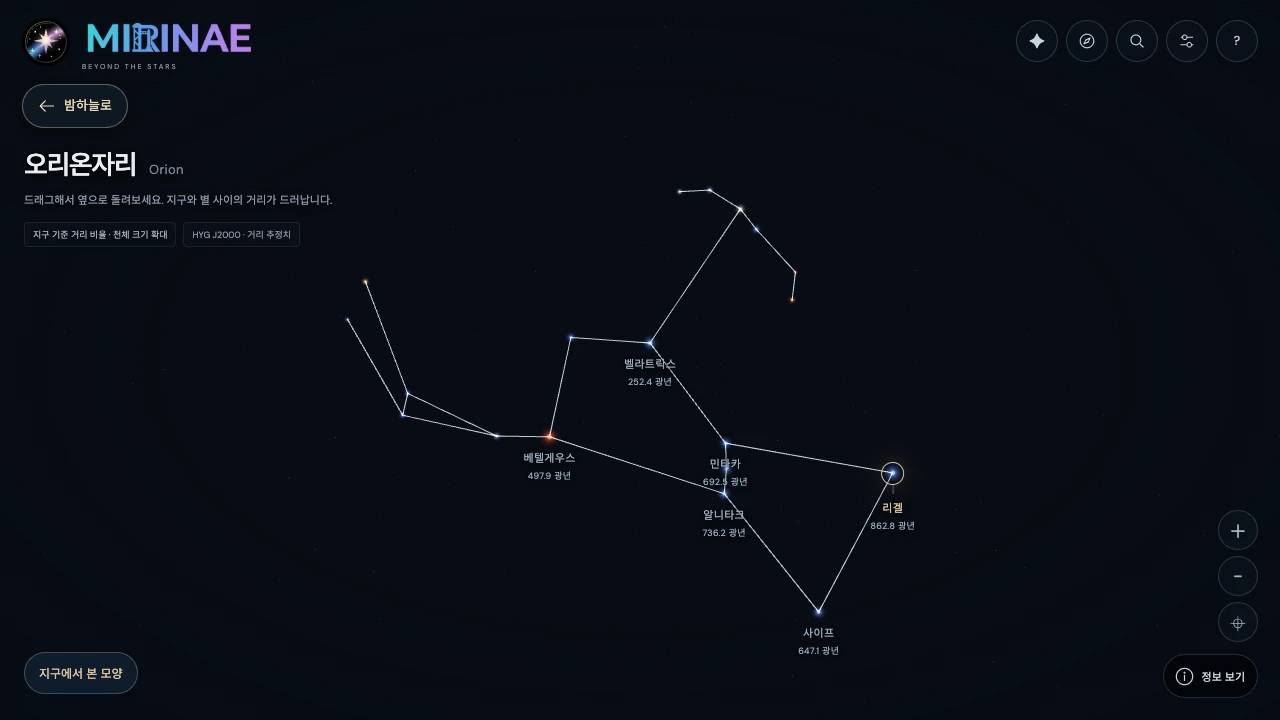 MIRINAE
BEYOND THE STARS
?
밤하늘로
오리온자리 Orion
드래그해서 옆으로 돌려보세요. 지구와 별 사이의 거리가 드러납니다.
지구 기준 거리 비율 · 전체 크기 확대
HYG J2000 · 거리 추정치
벨라트릭스
252.4 광년
베텔게우스
497.9 광년
민타카
692.5 광년
알니타크
736.2 광년
리겔
862.8 광년
사이프
647.1 광년
+
-
지구에서 본 모양
정보 보기